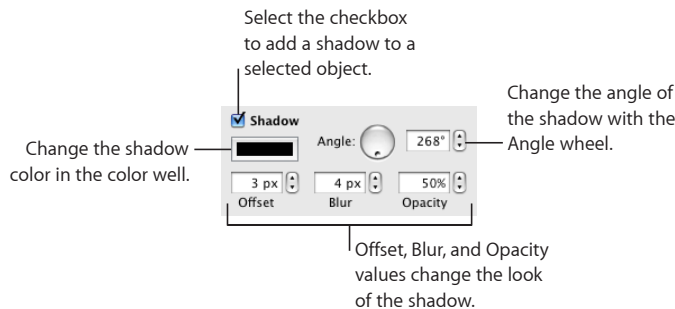 Select the checkbox
to add a shadow to a
selected object.
Change the angle of
the shadow with the
Angle wheel.
Change the shadow
color in the color well.
Shadow
Angle:
268°
3 px
4 px
50%
Offset
Blur
Opacity
Offset, Blur, and Opacity
values change the look
of the shadow.